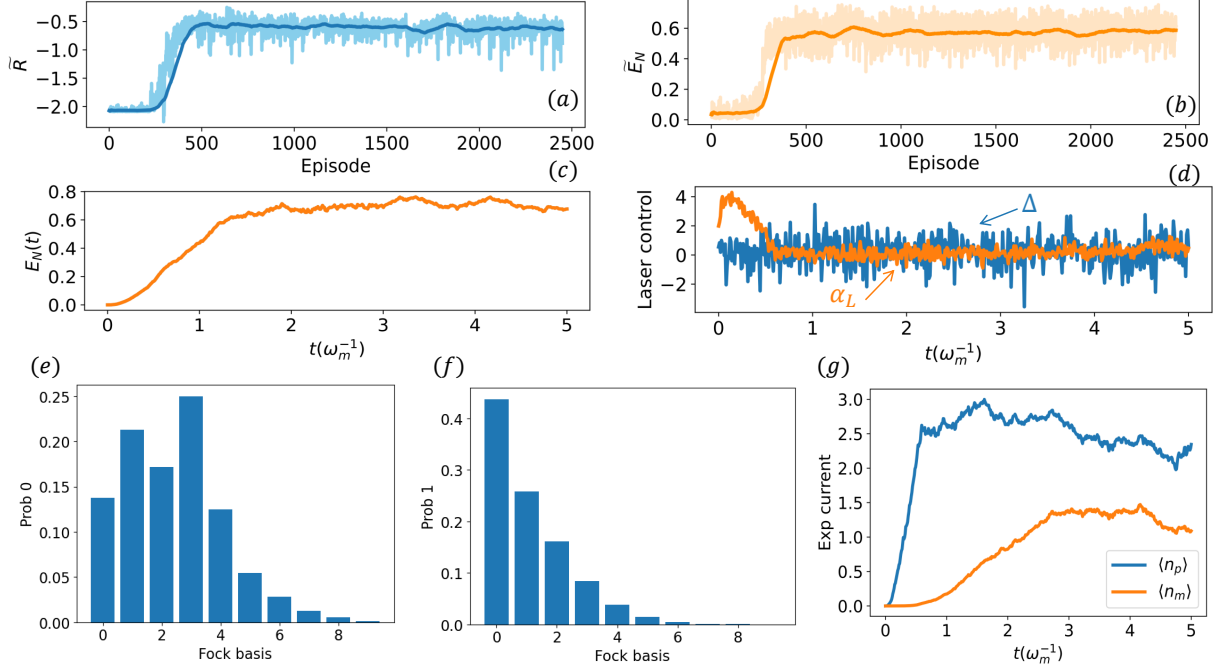 −0.5
−1.0
−1.5
−2.0
R̃
0 500 1000 1500 2000 2500
Episode
(a)
0.6
0.4
0.2
0.0
Ẽ_N
0 500 1000 1500 2000 2500
Episode
(b)
(c)
0.8
0.6
0.4
0.2
0.0
E_N(t)
0 1 2 3 4 5
t(ω_m^{-1})
(d)
4
2
0
−2
Laser control
Δ
α_L
0 1 2 3 4 5
t(ω_m^{-1})
(e)
0.25
0.20
0.15
0.10
0.05
0.00
Prob 0
0 2 4 6 8
Fock basis
(f)
0.4
0.3
0.2
0.1
0.0
Prob 1
0 2 4 6 8
Fock basis
(g)
3.0
2.5
2.0
1.5
1.0
0.5
0.0
Exp current
⟨n_p⟩
⟨n_m⟩
0 1 2 3 4 5
t(ω_m^{-1})